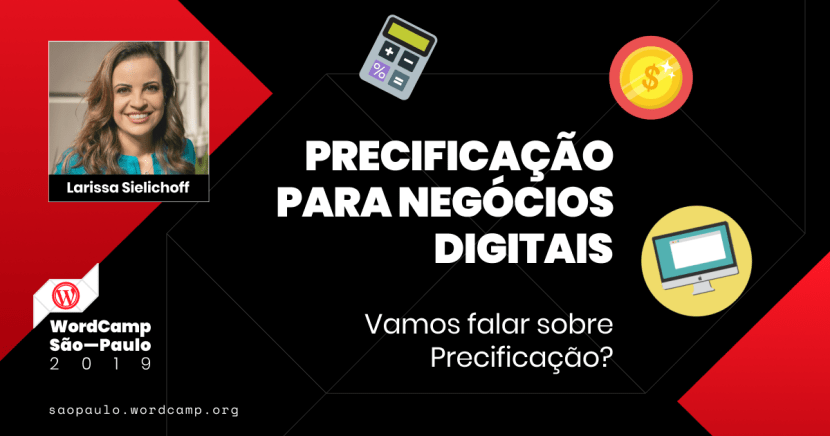 Larissa Sielichoff
PRECIFICAÇÃO
PARA NEGÓCIOS
DIGITAIS
Vamos falar sobre
Precificação?
WordCamp
São—Paulo
2019
saopaulo.wordcamp.org